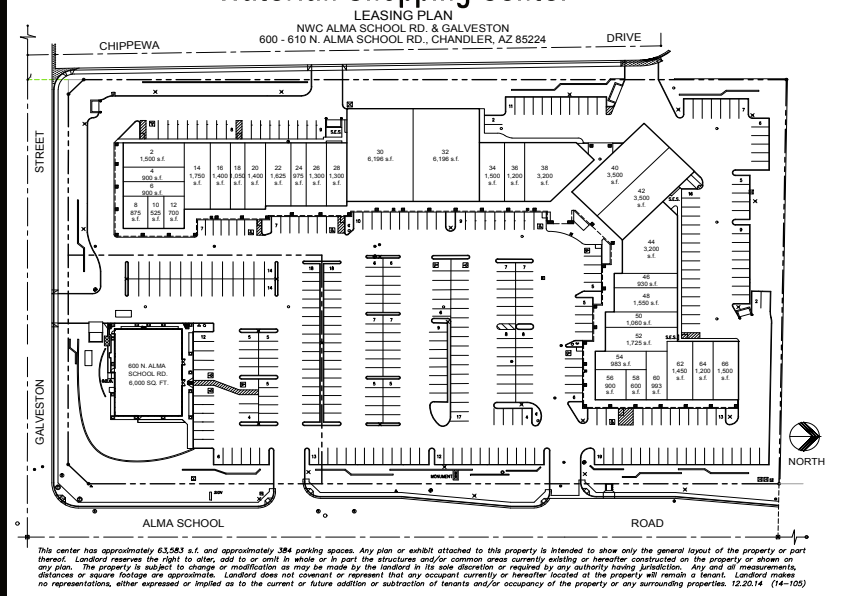 LEASING PLAN
NWC ALMA SCHOOL RD. & GALVESTON
600 - 610 N. ALMA SCHOOL RD., CHANDLER, AZ 85224
CHIPPEWA
DRIVE
STREET
GALVESTON
2
1,500 s.f.
4
900 s.f.
6
900 s.f.
8
875
s.f.
10
525
s.f.
12
700
s.f.
14
1,750
s.f.
16
1,400
s.f.
18
1,050
s.f.
20
1,400
s.f.
22
1,625
s.f.
24
975
s.f.
26
1,300
s.f.
28
1,300
s.f.
30
6,196 s.f.
32
6,196 s.f.
34
1,500
s.f.
36
1,200
s.f.
38
3,200
s.f.
40
3,500
s.f.
42
3,500
s.f.
44
3,200
s.f.
46
930 s.f.
48
1,550 s.f.
50
1,060 s.f.
52
1,725 s.f.
54
983 s.f.
56
900
s.f.
58
600
s.f.
60
993
s.f.
62
1,450
s.f.
64
1,200
s.f.
66
1,500
s.f.
S.E.S.
S.E.S.
S.E.S.
600 N. ALMA
SCHOOL RD.
6,000 SQ. FT.
MONUMENT
NORTH
ALMA SCHOOL
ROAD
This center has approximately 63,583 s.f. and approximately 384 parking spaces. Any plan or exhibit attached to this property is intended to show only the general layout of the property or part
thereof. Landlord reserves the right to alter, add to or omit in whole or in part the structures and/or common areas currently existing or hereafter constructed on the property or shown on
any plan. The property is subject to change or modification as may be made by the landlord in its sole discretion or required by any authority having jurisdiction. Any and all measurements,
distances or square footage are approximate. Landlord does not covenant or represent that any occupant currently or hereafter located at the property will remain a tenant. Landlord makes
no representations, either expressed or implied as to the current or future addition or subtraction of tenants and/or occupancy of the property or any surrounding properties. 12.20.14 (14-105)